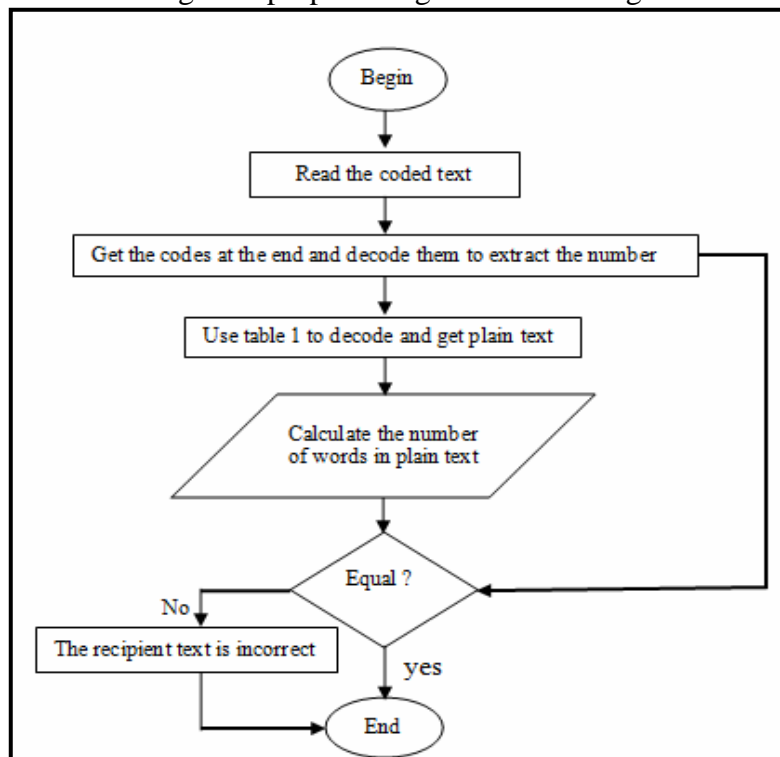 Begin
Read the coded text
Get the codes at the end and decode them to extract the number
Use table 1 to decode and get plain text
Calculate the number
of words in plain text
Equal ?
No
The recipient text is incorrect
yes
End